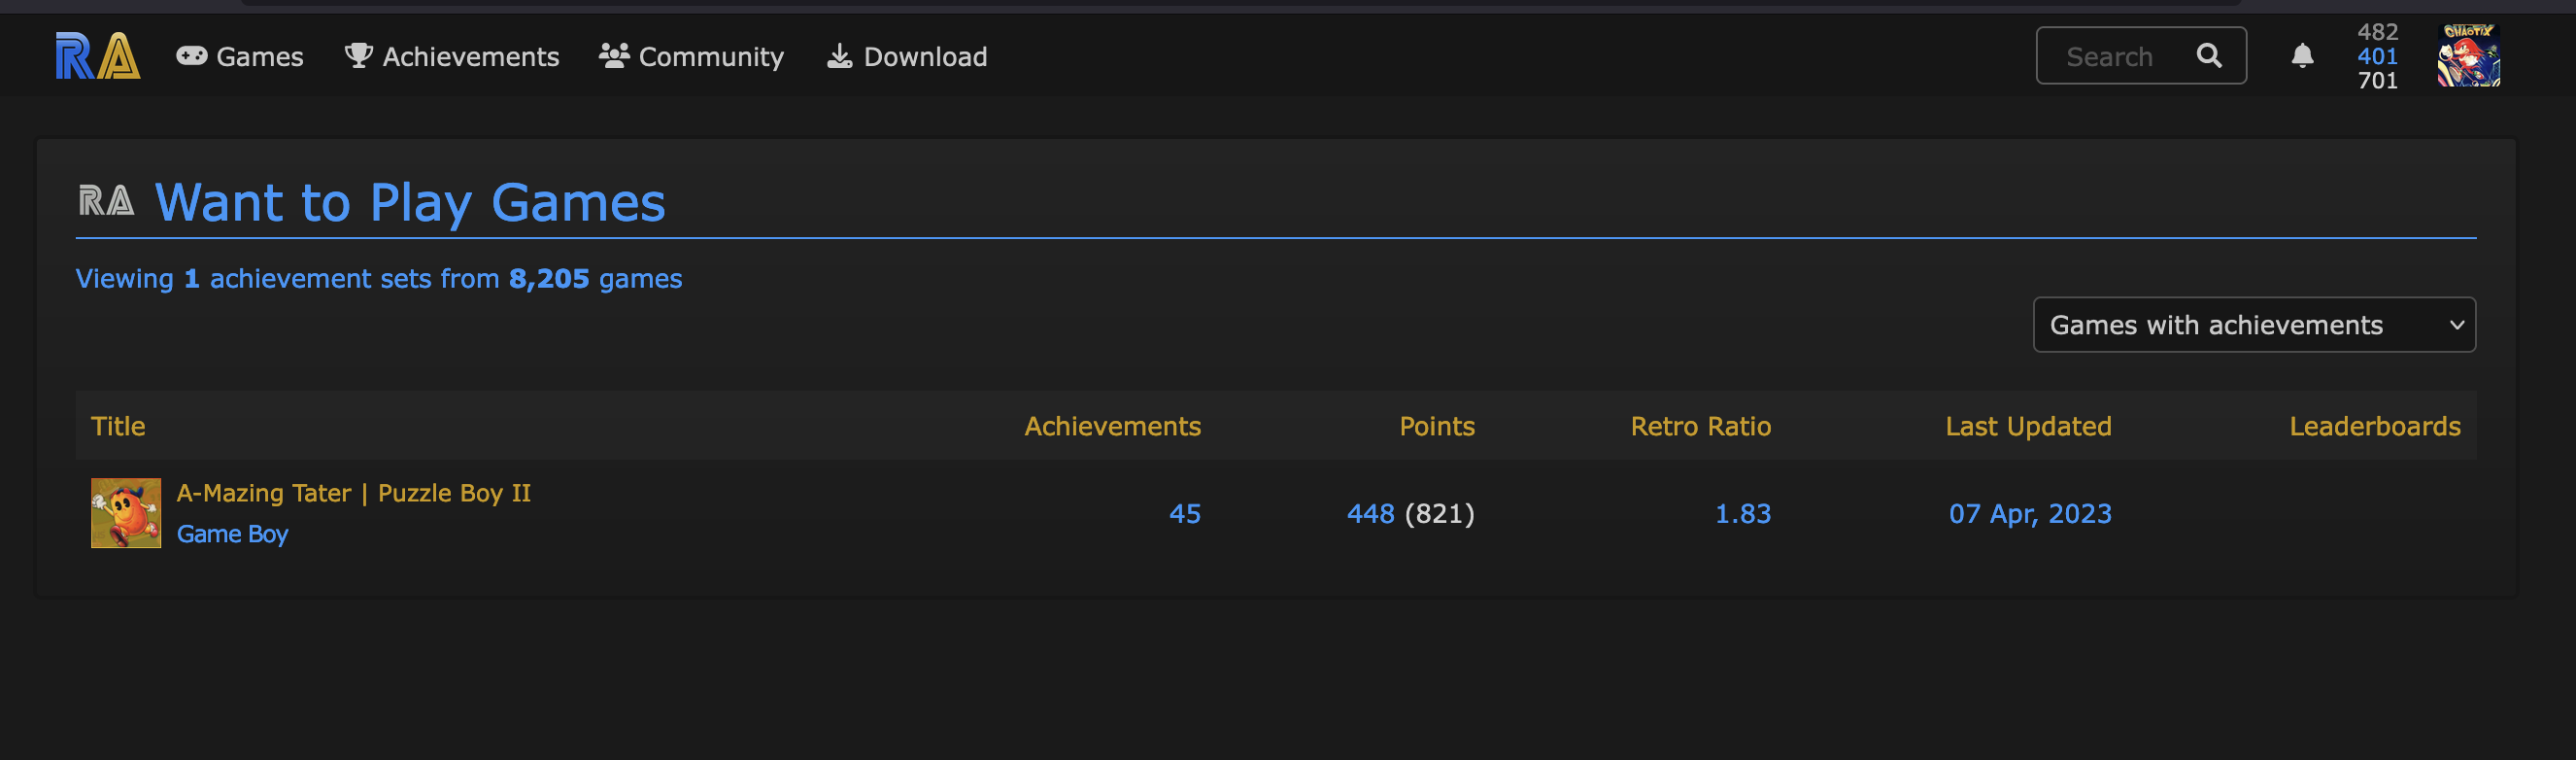 RA Games Achievements Community Download Search 482
401
701
CHAOTIX
RA Want to Play Games
Viewing 1 achievement sets from 8,205 games
Games with achievements
Title Achievements Points Retro Ratio Last Updated Leaderboards
A-Mazing Tater | Puzzle Boy II
Game Boy
45 448 (821) 1.83 07 Apr, 2023